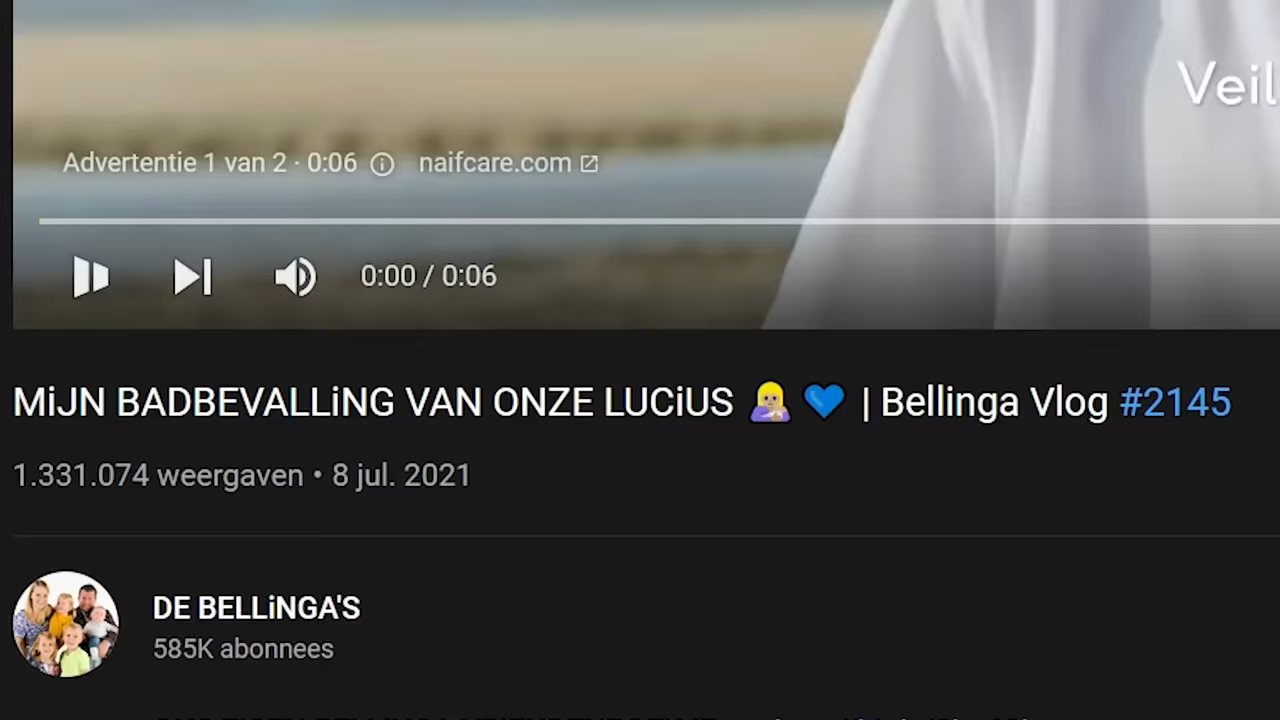 Veil
Advertentie 1 van 2 · 0:06 naifcare.com
0:00 / 0:06
MiJN BADBEVALLiNG VAN ONZE LUCiUS 🤱🏼 💙 | Bellinga Vlog #2145
1.331.074 weergaven • 8 jul. 2021
DE BELLiNGA'S
585K abonnees